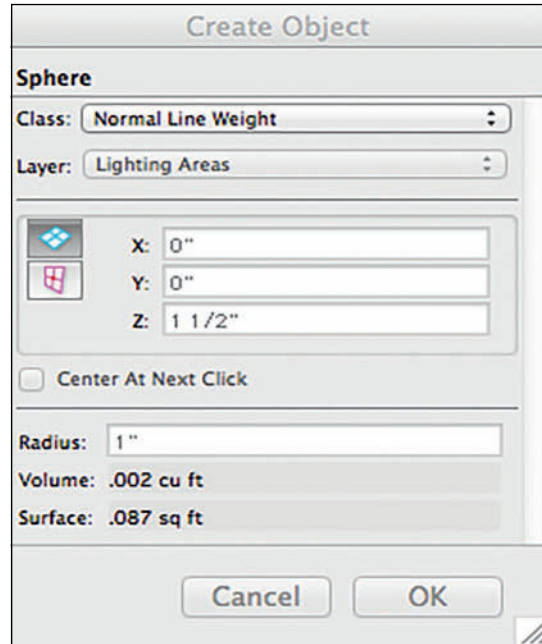 Create Object
Sphere
Class: Normal Line Weight
Layer: Lighting Areas
X: 0"
Y: 0"
Z: 1 1/2"
Center At Next Click
Radius: 1"
Volume: .002 cu ft
Surface: .087 sq ft
Cancel OK